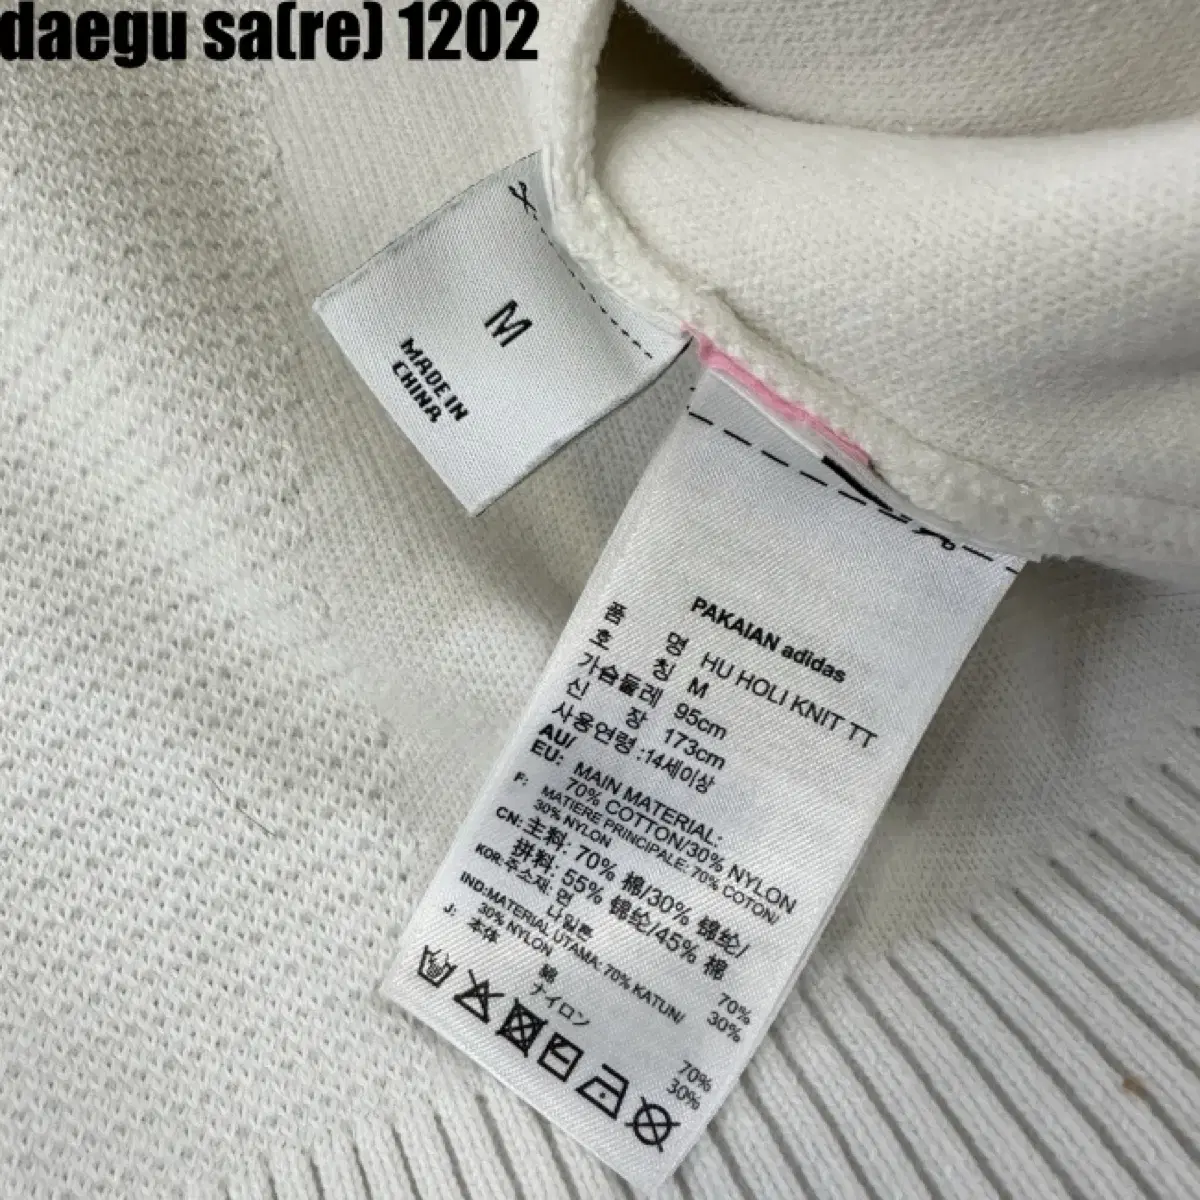 daegu sa(re) 1202
M
MADE IN
CHINA
PAKAIAN adidas
품 명 HU HOLI KNIT TT
호 칭 M
가슴둘레 95cm
신 장 173cm
사용연령 :14세이상
AU/
EU: MAIN MATERIAL:
70% COTTON/30% NYLON
F: MATIERE PRINCIPALE: 70% COTON/
30% NYLON
CN: 主料: 70% 棉/30% 锦纶/
拼料: 55% 锦纶/45% 棉
KOR: 주소재: 면 70%
나일론 30%
IND:MATERIAL UTAMA: 70% KATUN/
30% NYLON
J: 本体 綿 70%
ナイロン 30%